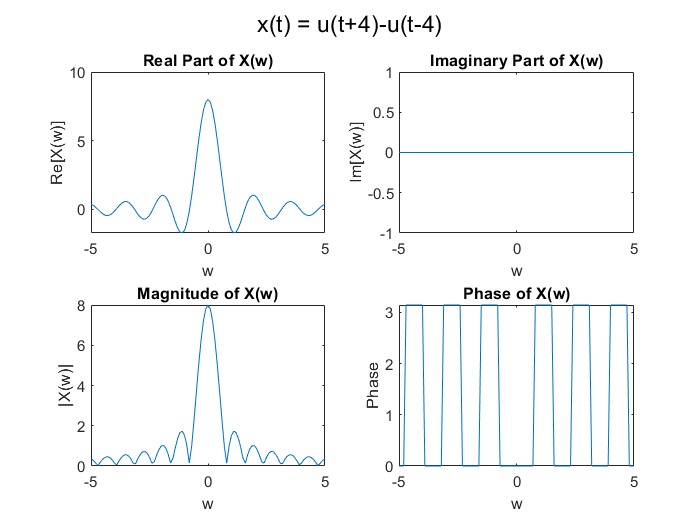 x(t) = u(t+4)-u(t-4)
Real Part of X(w)
10
5
0
-5
0
5
Re[X(w)]
w
Imaginary Part of X(w)
1
0.5
0
-0.5
-1
-5
0
5
Im[X(w)]
w
Magnitude of X(w)
8
6
4
2
0
-5
0
5
|X(w)|
w
Phase of X(w)
3
2
1
0
-5
0
5
Phase
w